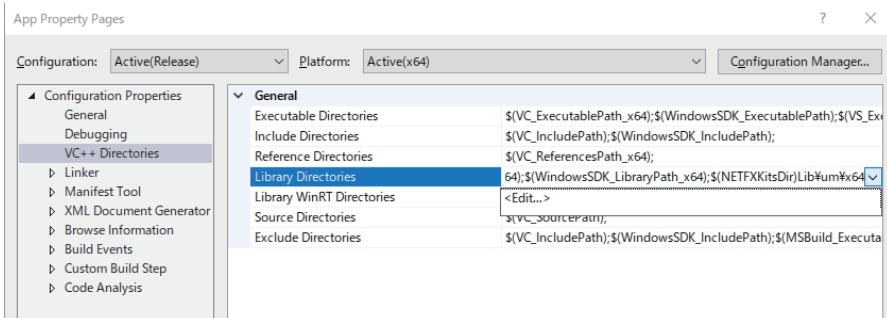 App Property Pages
Configuration: Active(Release) Platform: Active(x64) Configuration Manager...
Configuration Properties
General
Debugging
VC++ Directories
Linker
Manifest Tool
XML Document Generator
Browse Information
Build Events
Custom Build Step
Code Analysis
General
Executable Directories $(VC_ExecutablePath_x64);$(WindowsSDK_ExecutablePath);$(VS_Exe
Include Directories $(VC_IncludePath);$(WindowsSDK_IncludePath);
Reference Directories $(VC_ReferencesPath_x64);
Library Directories 64);$(WindowsSDK_LibraryPath_x64);$(NETFXKitsDir)Lib¥um¥x64
Library WinRT Directories <Edit...>
Source Directories $(VC_SourcePath);
Exclude Directories $(VC_IncludePath);$(WindowsSDK_IncludePath);$(MSBuild_Executa